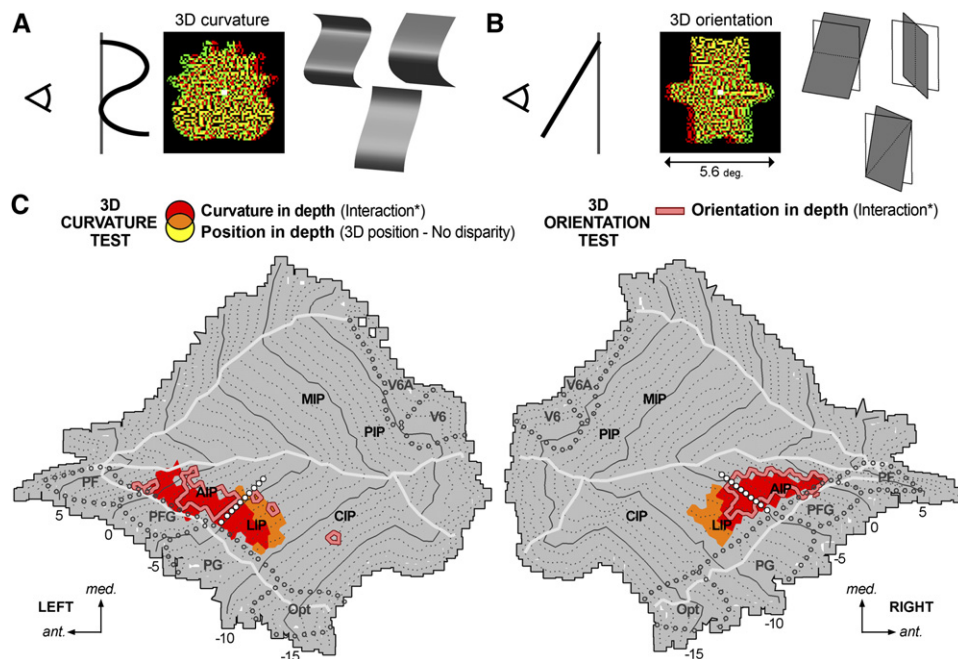 A
3D curvature
B
3D orientation
5.6 deg.
C
3D
CURVATURE
TEST
Curvature in depth (Interaction*)
Position in depth (3D position - No disparity)
3D
ORIENTATION
TEST
Orientation in depth (Interaction*)
V6A
V6
MIP
PIP
PF
AIP
PFG
LIP
CIP
PG
Opt
5
0
-5
-10
-15
LEFT
med.
ant.
V6A
V6
MIP
PIP
CIP
LIP
AIP
PF
PFG
PG
Opt
5
0
-5
-10
-15
med.
RIGHT
ant.